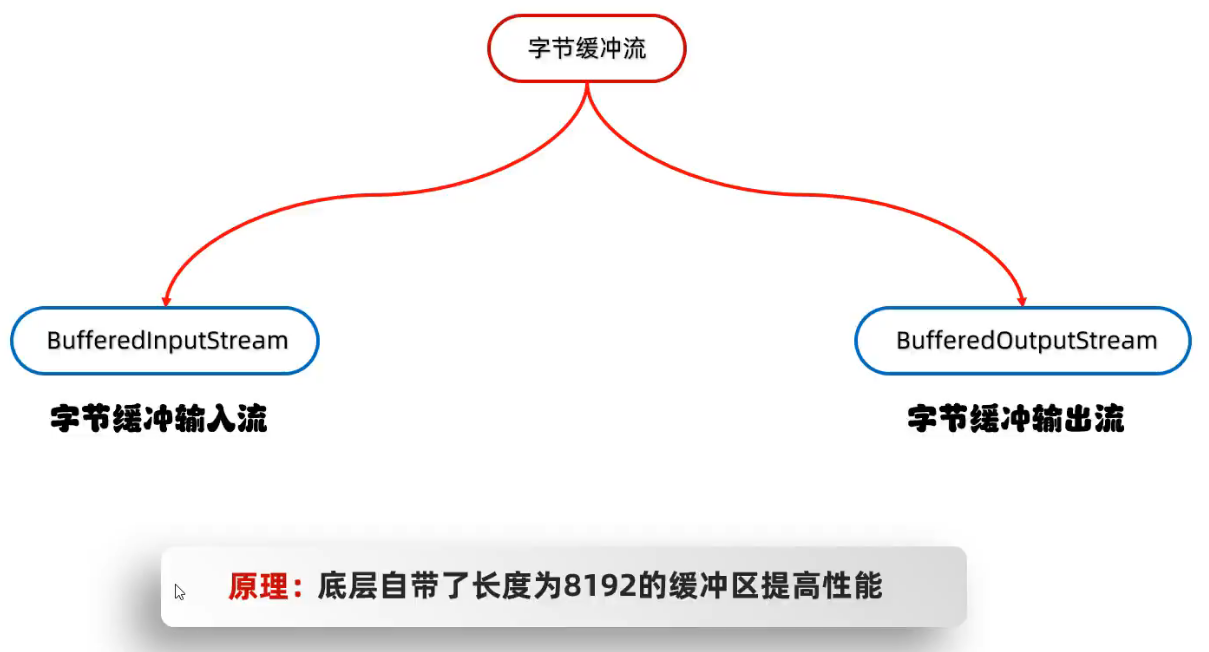 字节缓冲流
BufferedInputStream
BufferedOutputStream
字节缓冲输入流
字节缓冲输出流
原理：底层自带了长度为8192的缓冲区提高性能